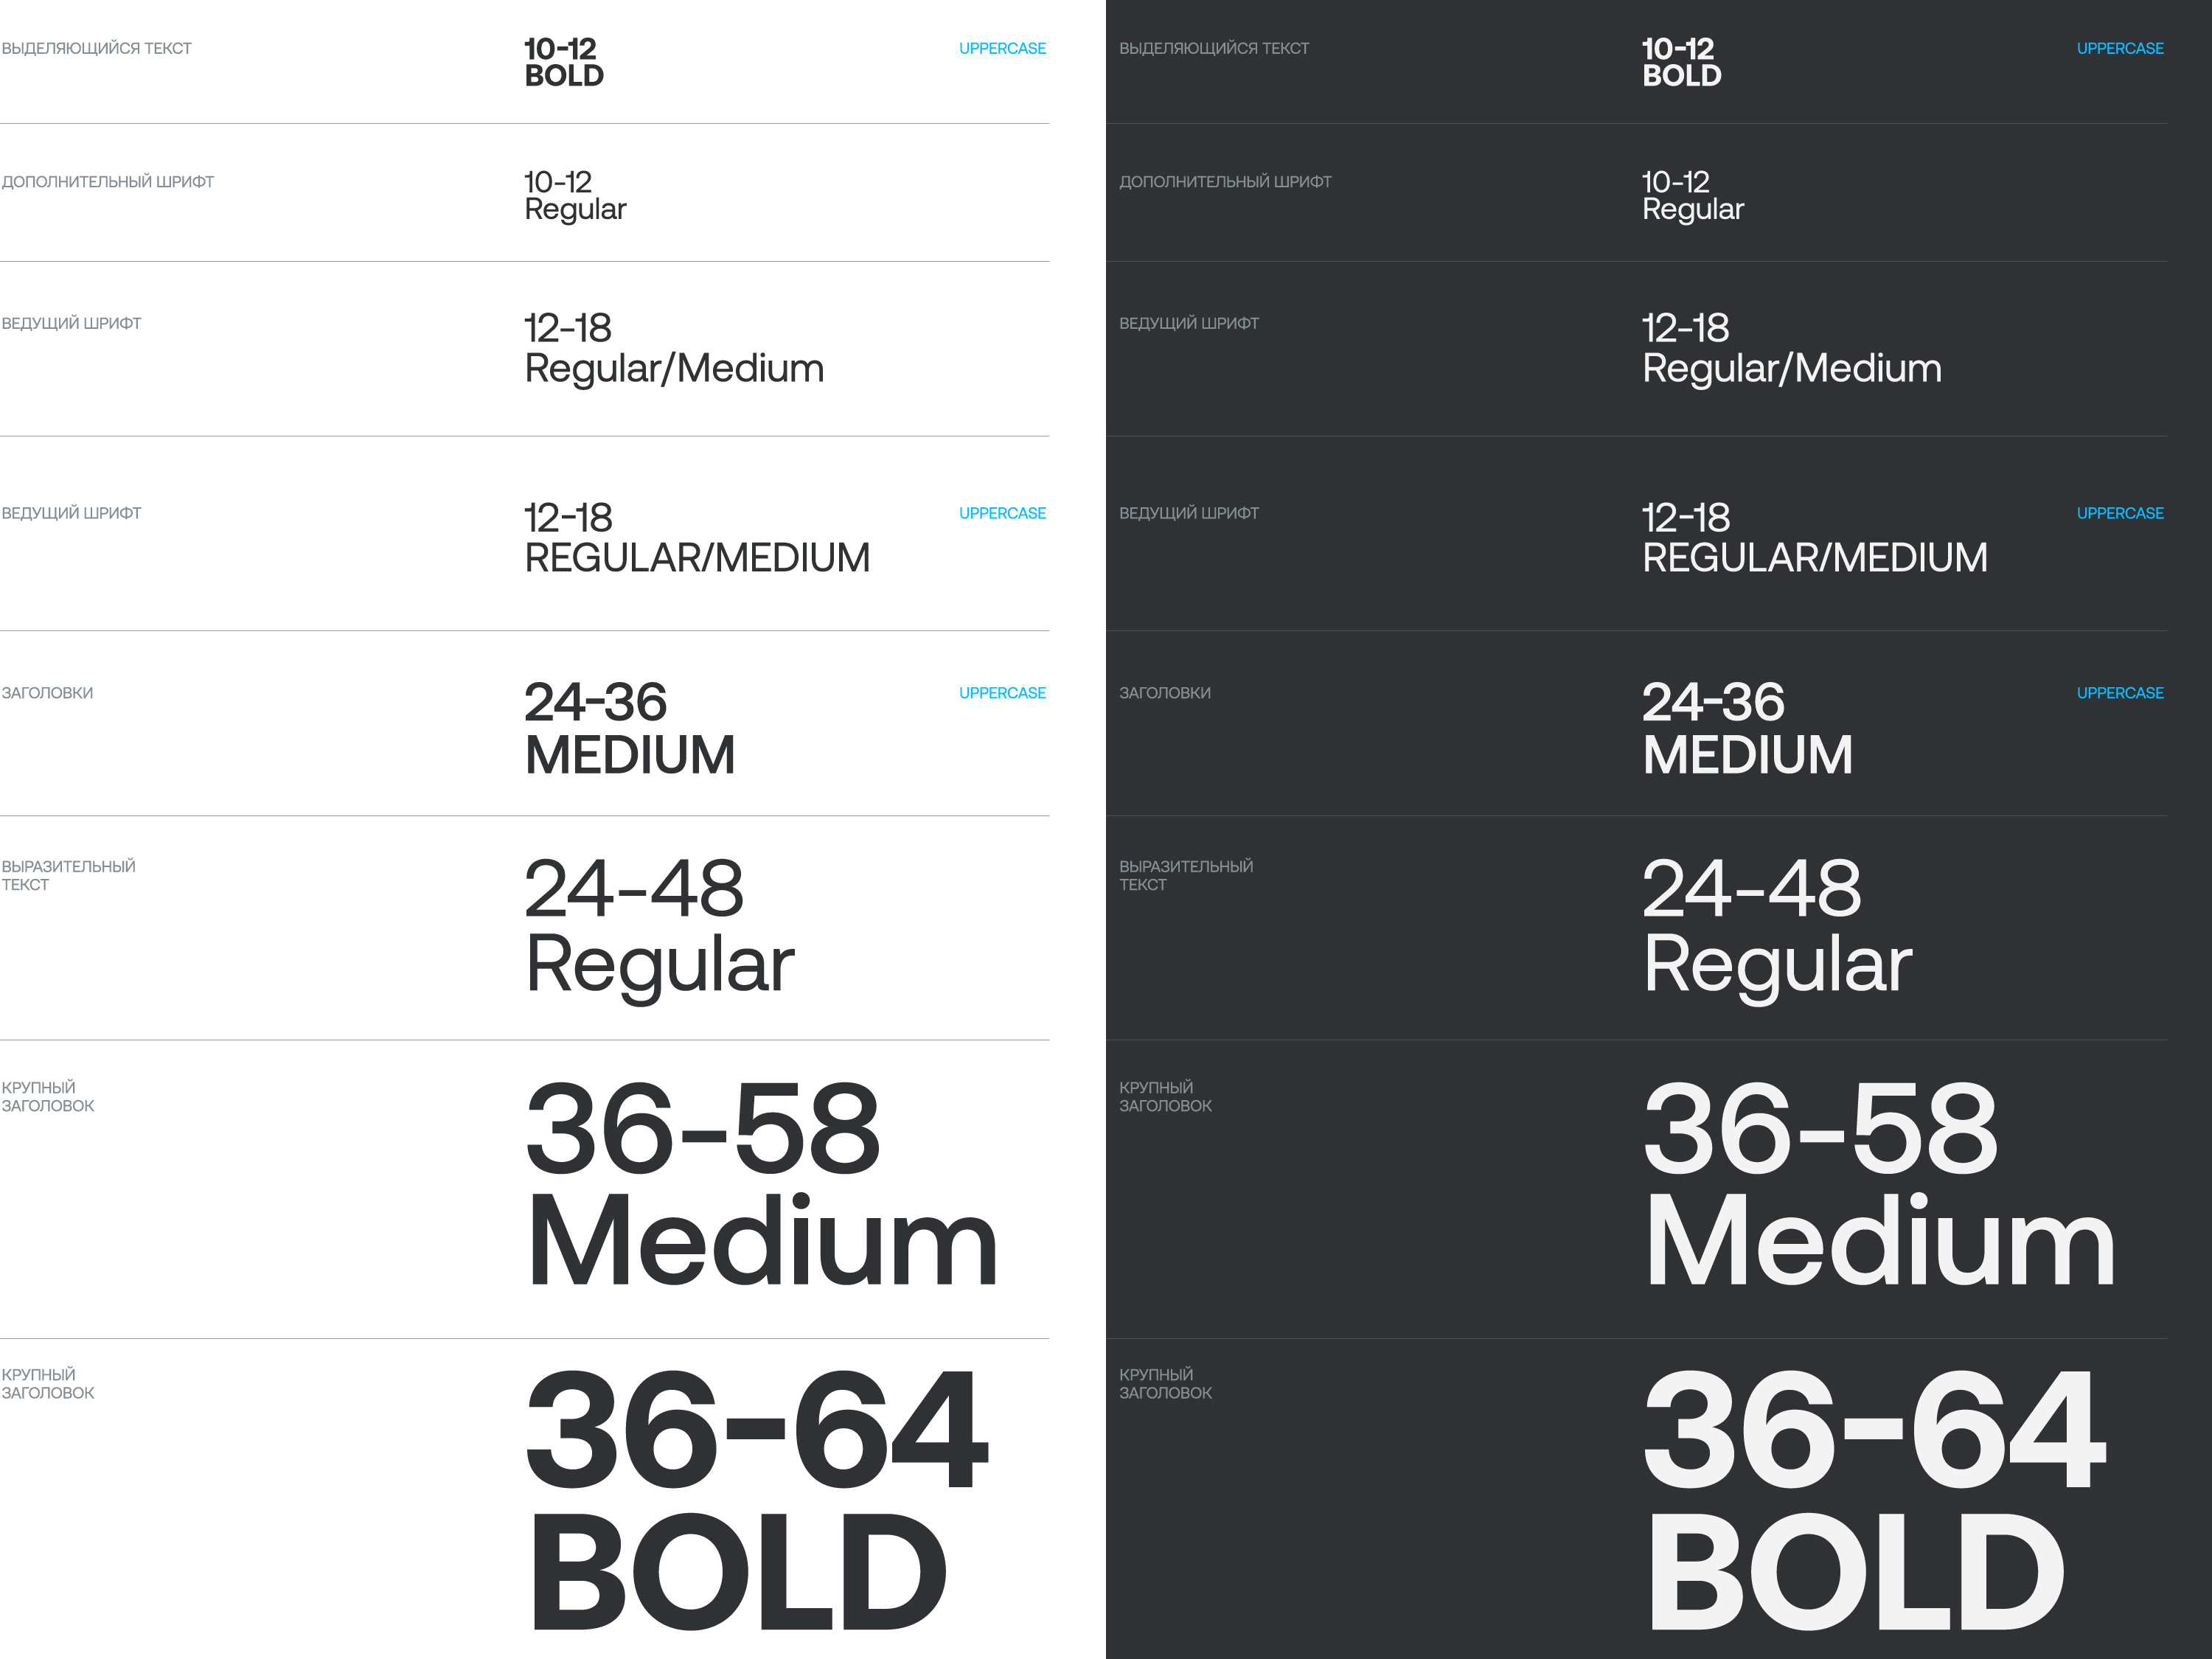 ВЫДЕЛЯЮЩИЙСЯ ТЕКСТ
10-12
BOLD
UPPERCASE
ДОПОЛНИТЕЛЬНЫЙ ШРИФТ
10-12
Regular
ВЕДУЩИЙ ШРИФТ
12-18
Regular/Medium
ВЕДУЩИЙ ШРИФТ
12-18
REGULAR/MEDIUM
UPPERCASE
ЗАГОЛОВКИ
24-36
MEDIUM
UPPERCASE
ВЫРАЗИТЕЛЬНЫЙ
ТЕКСТ
24-48
Regular
КРУПНЫЙ
ЗАГОЛОВОК
36-58
Medium
КРУПНЫЙ
ЗАГОЛОВОК
36-64
BOLD
ВЫДЕЛЯЮЩИЙСЯ ТЕКСТ
10-12
BOLD
UPPERCASE
ДОПОЛНИТЕЛЬНЫЙ ШРИФТ
10-12
Regular
ВЕДУЩИЙ ШРИФТ
12-18
Regular/Medium
ВЕДУЩИЙ ШРИФТ
12-18
REGULAR/MEDIUM
UPPERCASE
ЗАГОЛОВКИ
24-36
MEDIUM
UPPERCASE
ВЫРАЗИТЕЛЬНЫЙ
ТЕКСТ
24-48
Regular
КРУПНЫЙ
ЗАГОЛОВОК
36-58
Medium
КРУПНЫЙ
ЗАГОЛОВОК
36-64
BOLD